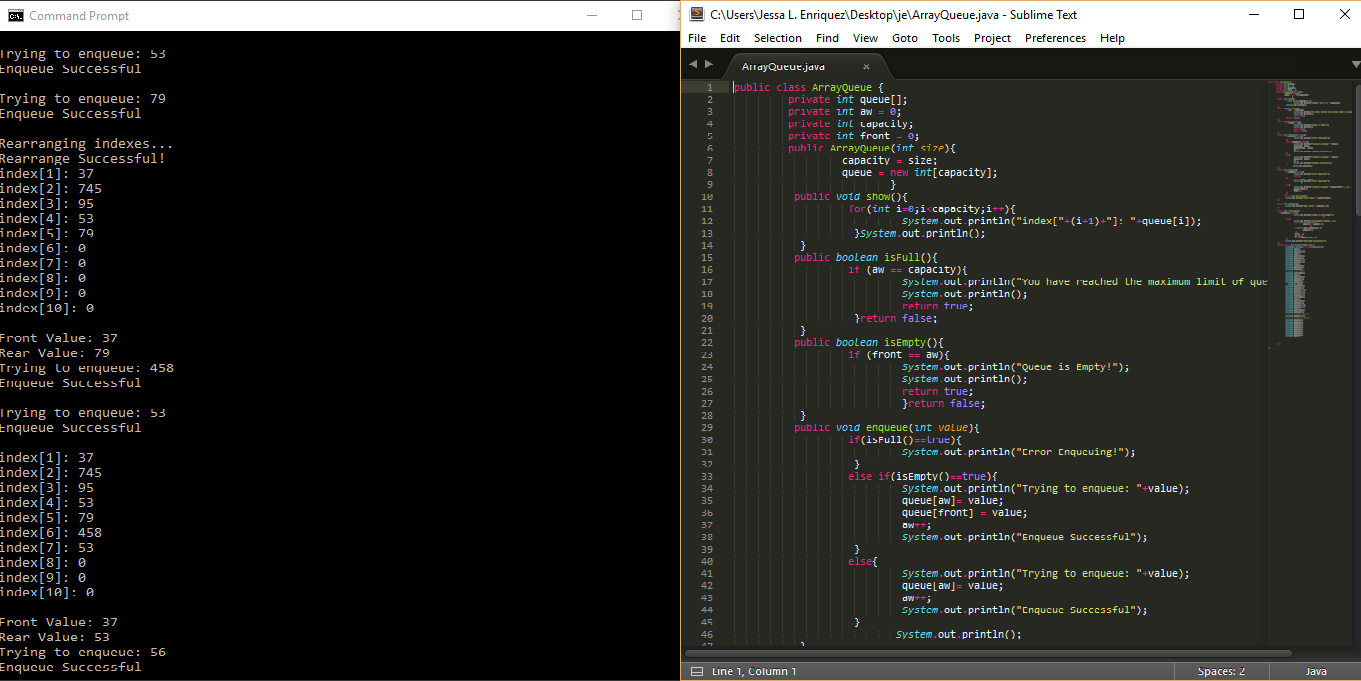 Command Prompt
Trying to enqueue: 53
Enqueue Successful
Trying to enqueue: 79
Enqueue Successful
Rearranging indexes...
Rearrange Successful!
index[1]: 37
index[2]: 745
index[3]: 95
index[4]: 53
index[5]: 79
index[6]: 0
index[7]: 0
index[8]: 0
index[9]: 0
index[10]: 0
Front Value: 37
Rear Value: 79
Trying to enqueue: 458
Enqueue Successful
Trying to enqueue: 53
Enqueue Successful
index[1]: 37
index[2]: 745
index[3]: 95
index[4]: 53
index[5]: 79
index[6]: 458
index[7]: 53
index[8]: 0
index[9]: 0
index[10]: 0
Front Value: 37
Rear Value: 53
Trying to enqueue: 56
Enqueue Successful
C:\Users\Jessa L. Enriquez\Desktop\je\ArrayQueue.java - Sublime Text
File Edit Selection Find View Goto Tools Project Preferences Help
ArrayQueue.java
1 public class ArrayQueue {
2 private int queue[];
3 private int aw = 0;
4 private int capacity;
5 private int front = 0;
6 public ArrayQueue(int size){
7 capacity = size;
8 queue = new int[capacity];
9 }
10 public void show(){
11 for(int i=0;i<capacity;i++){
12 System.out.println("index["+(i+1)+"]: "+queue[i]);
13 }System.out.println();
14 }
15 public boolean isFull(){
16 if (aw == capacity){
17 System.out.println("You have reached the maximum limit of que
18 System.out.println();
19 return true;
20 }return false;
21 }
22 public boolean isEmpty(){
23 if (front == aw){
24 System.out.println("Queue is Empty!");
25 System.out.println();
26 return true;
27 }return false;
28 }
29 public void enqueue(int value){
30 if(isFull()==true){
31 System.out.println("Error Enqueuing!");
32 }
33 else if(isEmpty()==true){
34 System.out.println("Trying to enqueue: "+value);
35 queue[aw]= value;
36 queue[front] = value;
37 aw++;
38 System.out.println("Enqueue Successful");
39 }
40 else{
41 System.out.println("Trying to enqueue: "+value);
42 queue[aw]= value;
43 aw++;
44 System.out.println("Enqueue Successful");
45 }
46 System.out.println();
47 }
Line 1, Column 1 Spaces: 2 Java